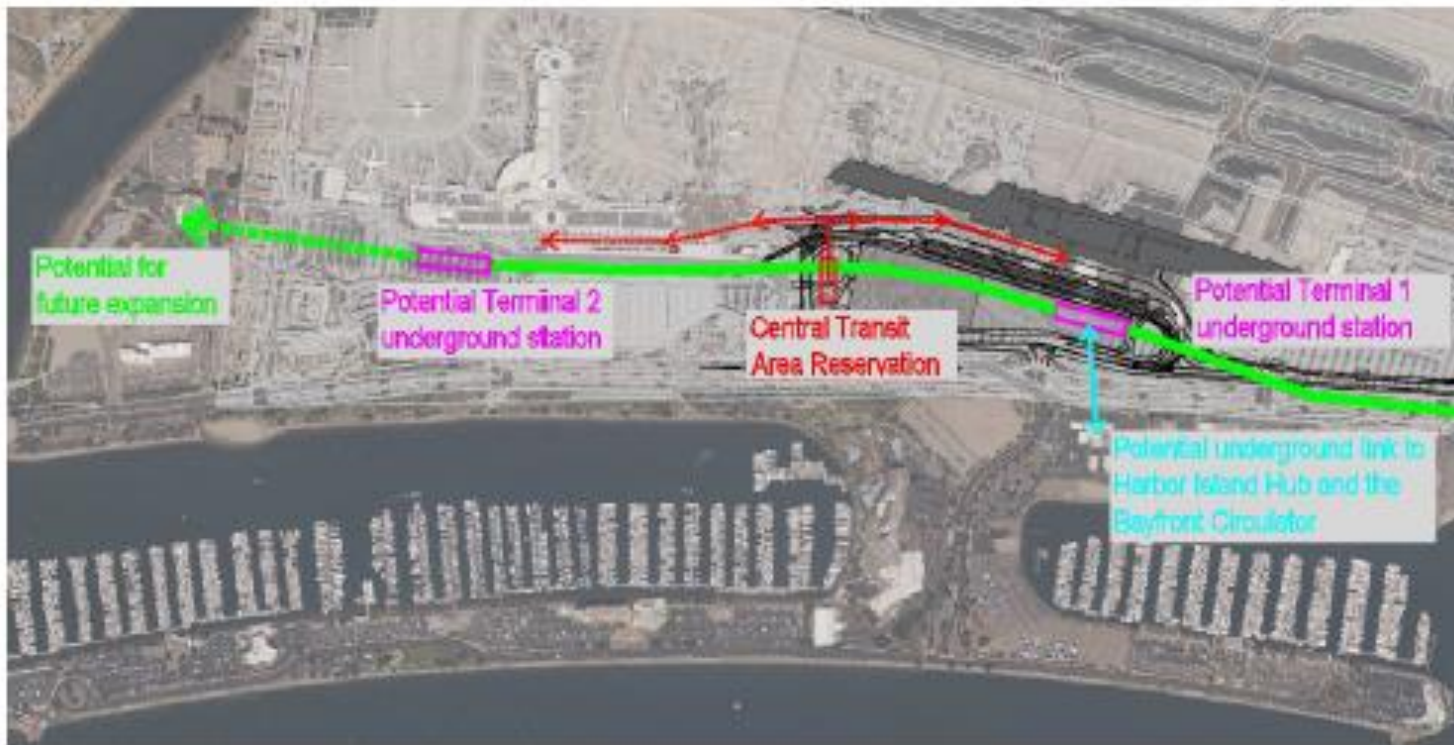 Potential for
future expansion
Potential Terminal 2
underground station
Central Transit
Area Reservation
Potential Terminal 1
underground station
Potential underground link to
Harbor Island Hub and the
Bayfront Circulator